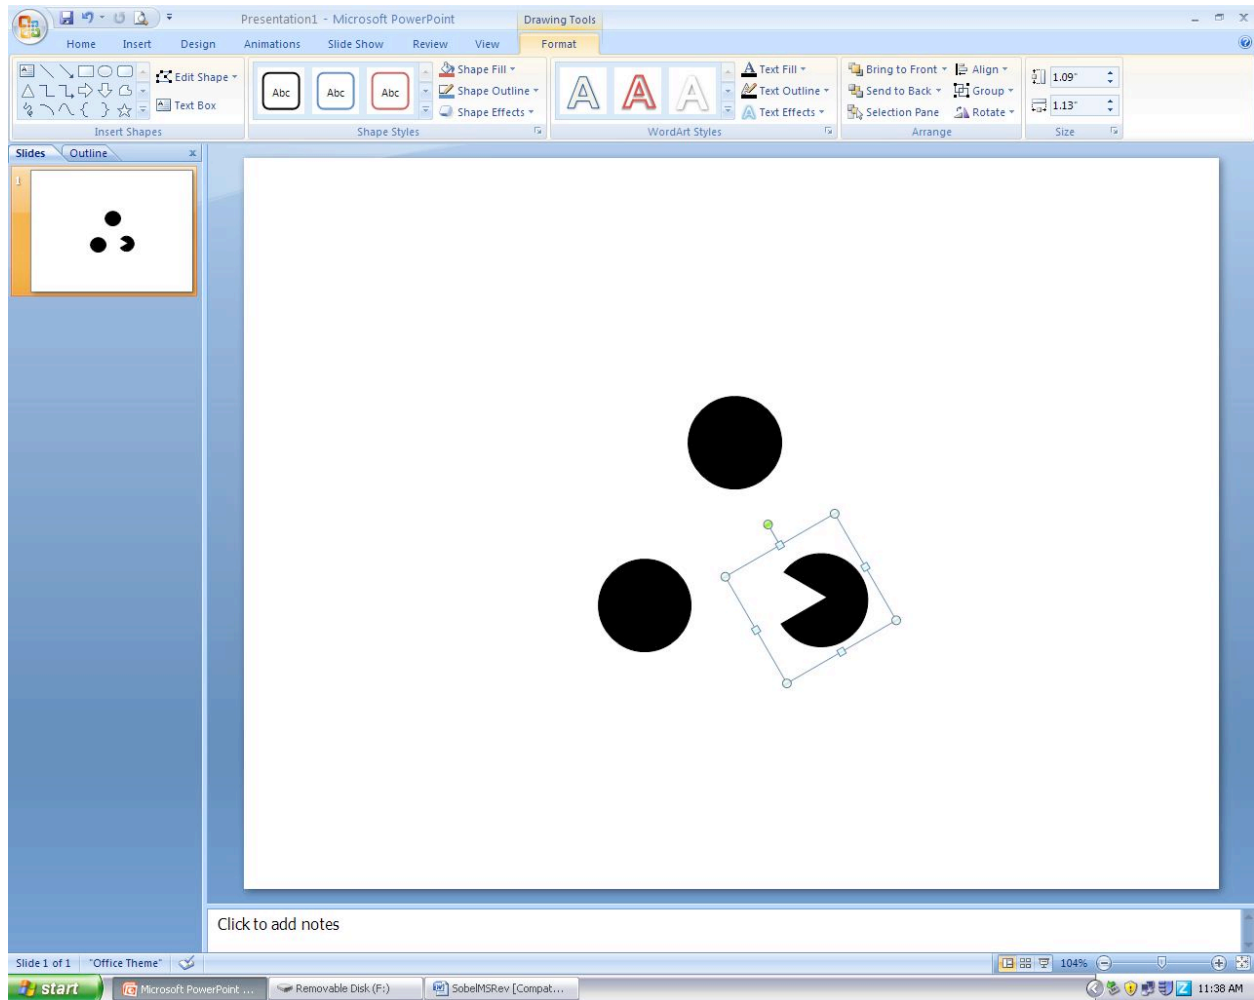 Presentation1 - Microsoft PowerPoint
Drawing Tools
Home Insert Design Animations Slide Show Review View Format
Edit Shape
Text Box
Insert Shapes
Abc Abc Abc
Shape Fill
Shape Outline
Shape Effects
Shape Styles
A A A
A Text Fill
Text Outline
A Text Effects
WordArt Styles
Bring to Front Align
Send to Back Group
Selection Pane Rotate
Arrange
1.09"
1.13"
Size
Slides Outline x
1
Click to add notes
Slide 1 of 1 "Office Theme" 104%
start Microsoft PowerPoint ... Removable Disk (F:) SobelMSRev [Compat... 11:38 AM